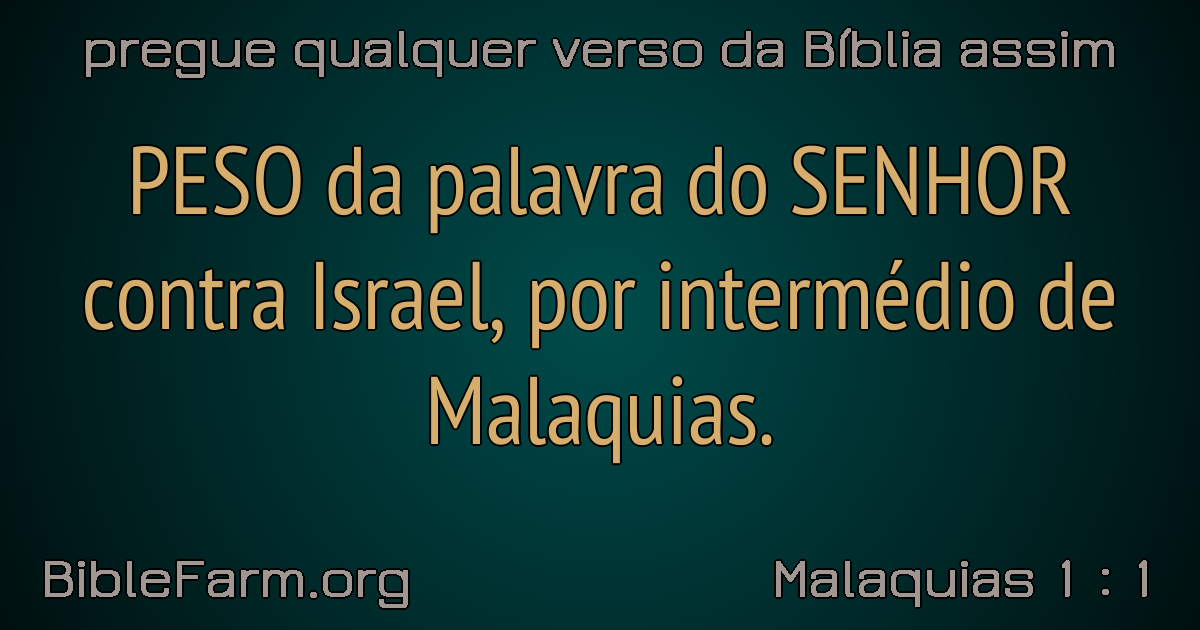 pregue qualquer verso da Bíblia assim
PESO da palavra do SENHOR
contra Israel, por intermédio de
Malaquias.
BibleFarm.org
Malaquias 1 : 1